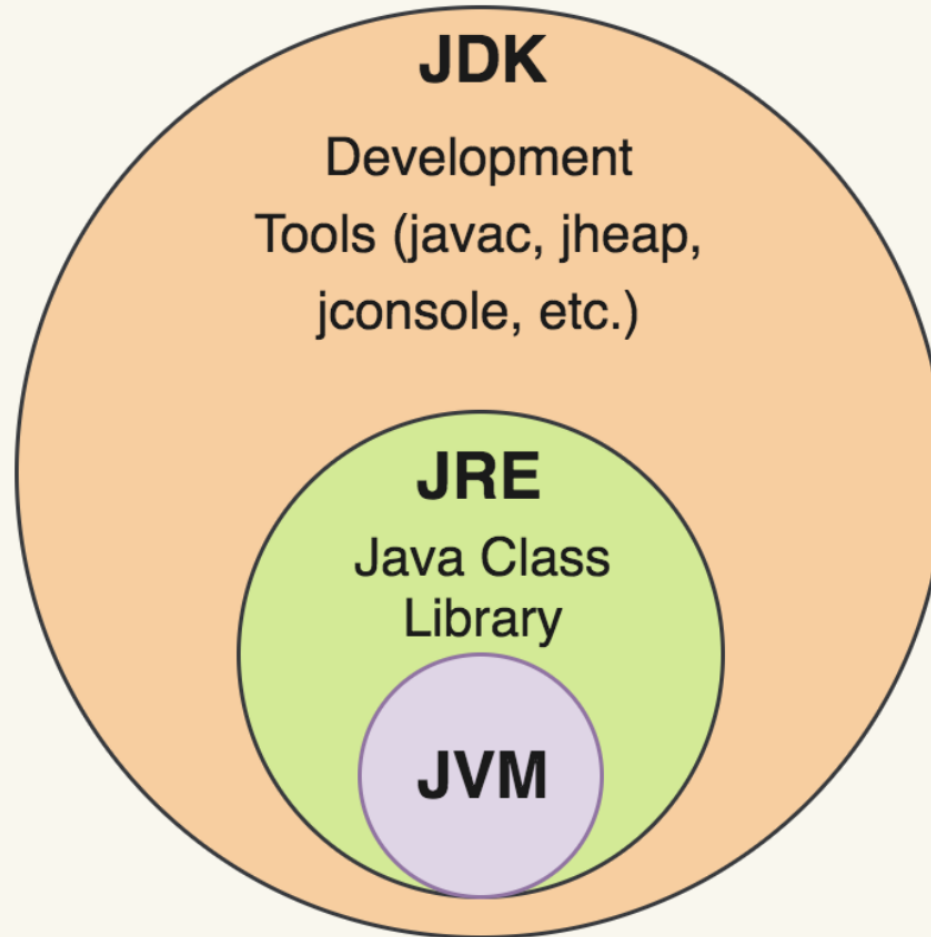 JDK
Development
Tools (javac, jheap,
jconsole, etc.)
JRE
Java Class
Library
JVM